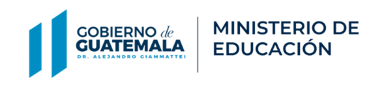 GOBIERNO de
GUATEMALA
DR. ALEJANDRO GIAMMATTEI
MINISTERIO DE
EDUCACIÓN